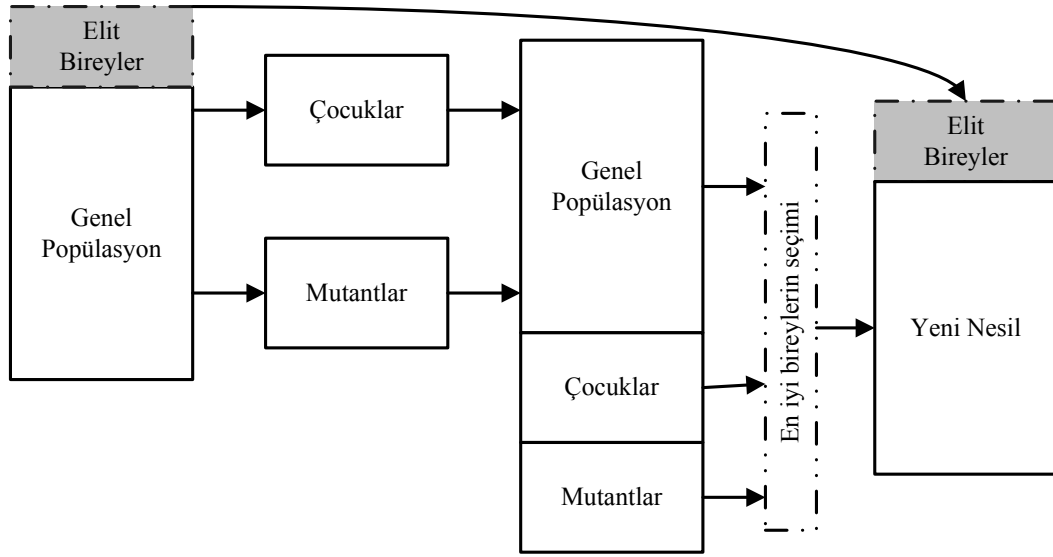 Elit
Bireyler
Genel
Popülasyon
Çocuklar
Mutantlar
Genel
Popülasyon
Çocuklar
Mutantlar
En iyi bireylerin seçimi
Elit
Bireyler
Yeni Nesil